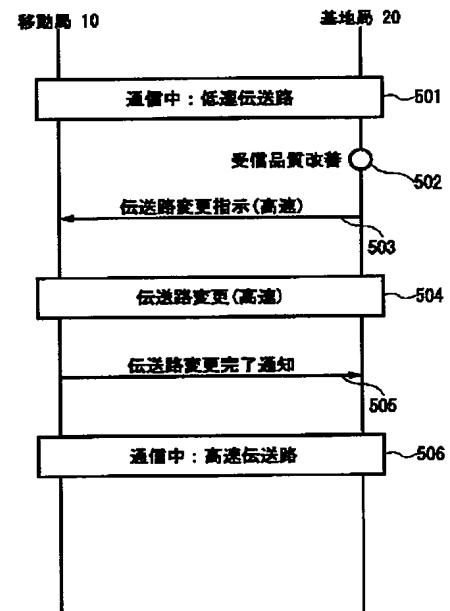 移動局 10
基地局 20
通信中：低速伝送路
501
受信品質改善
502
伝送路変更指示(高速)
503
伝送路変更(高速)
504
伝送路変更完了通知
505
通信中：高速伝送路
506